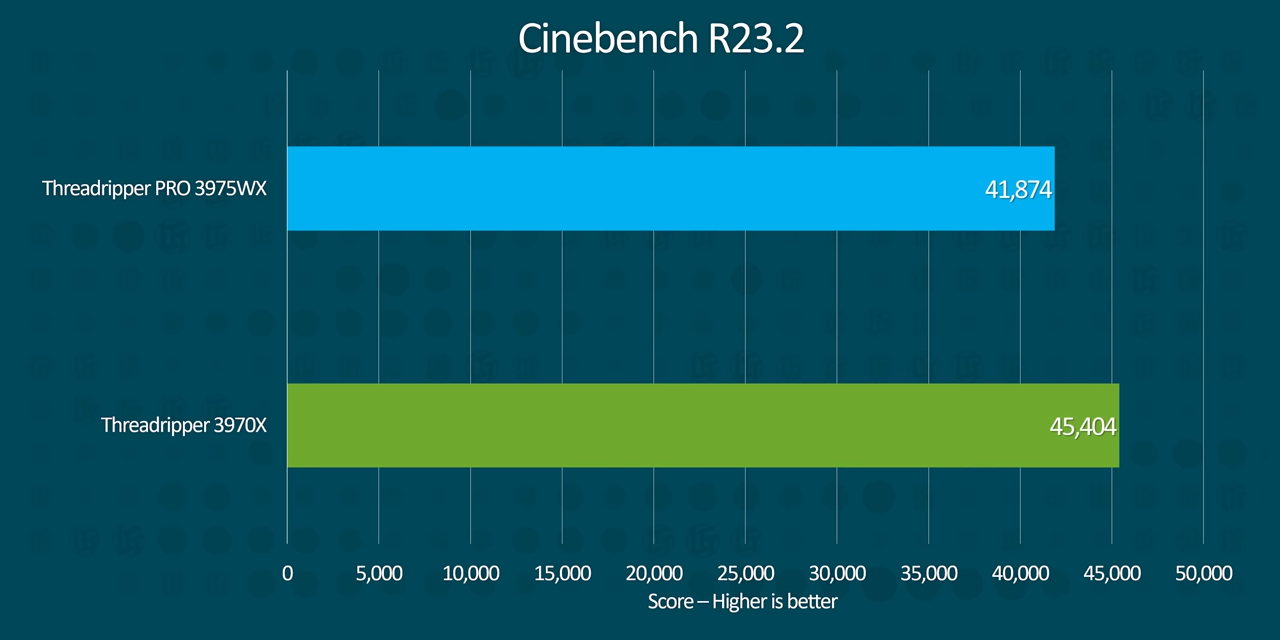 Cinebench R23.2
Threadripper PRO 3975WX
41,874
Threadripper 3970X
45,404
0 5,000 10,000 15,000 20,000 25,000 30,000 35,000 40,000 45,000 50,000
Score – Higher is better